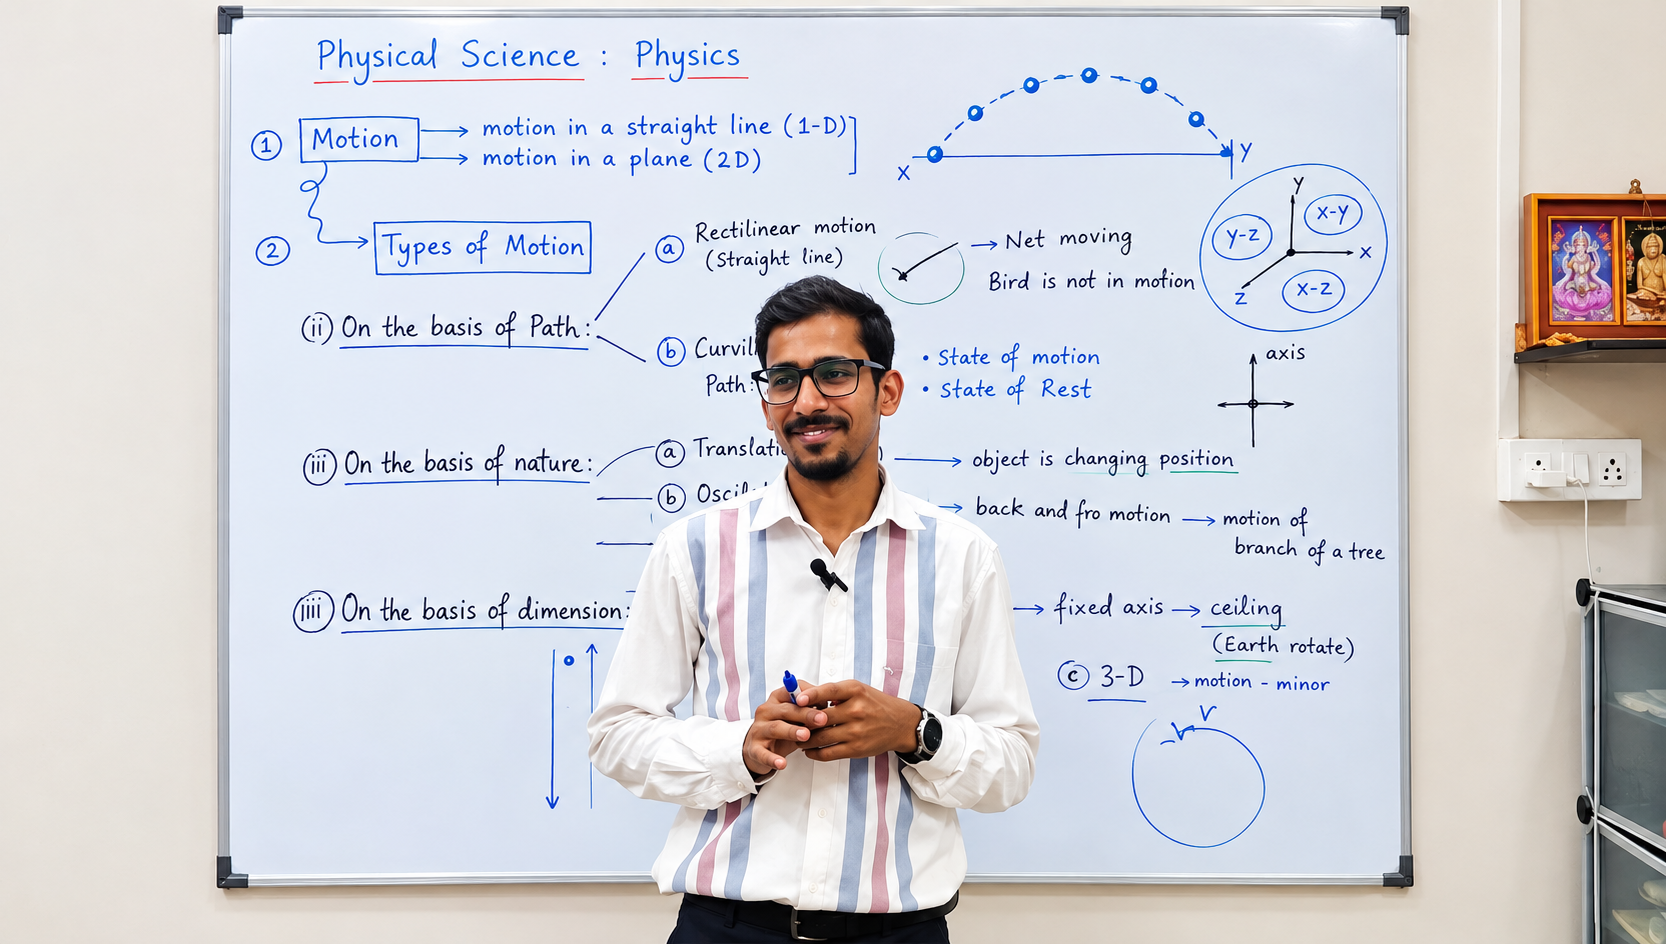 Physical Science : Physics
1 Motion → motion in a straight line (1-D)
→ motion in a plane (2D)
X
Y
2 Types of Motion
(ii) On the basis of Path:
a Rectilinear motion
(Straight line)
→ Net moving
Bird is not in motion
Y
x-y
y-z
X
Z
x-z
b
Path:
• State of motion
• State of Rest
axis
(iii) On the basis of nature:
a
→ object is changing position
b
→ back and fro motion → motion of
branch of a tree
(iiii) On the basis of dimension:
→ fixed axis → ceiling
(Earth rotate)
c 3-D → motion - minor